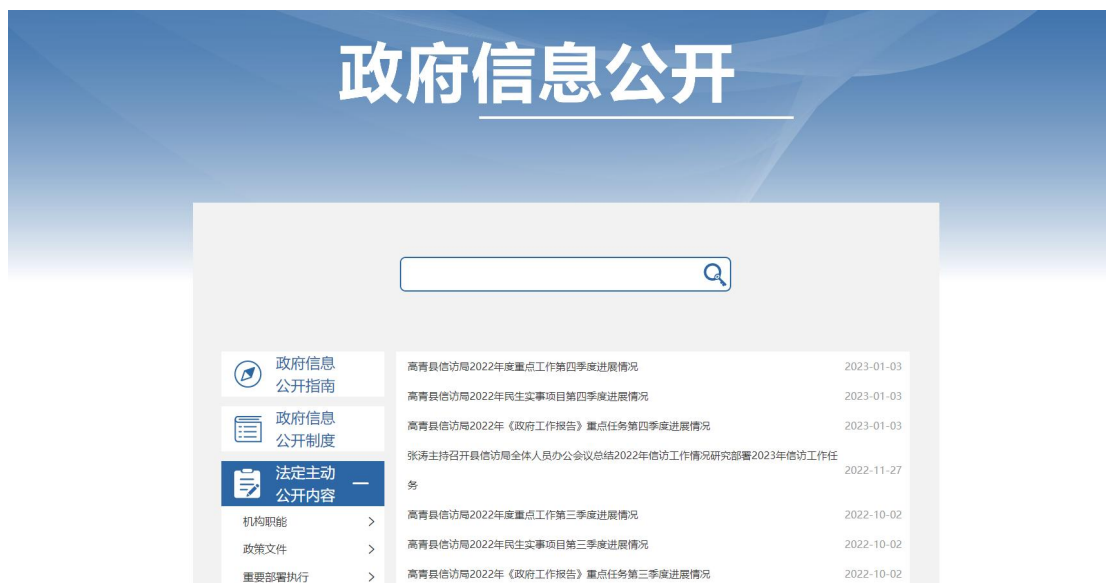 政府信息公开
政府信息
公开指南
政府信息
公开制度
法定主动
公开内容
机构职能
政策文件
重要部署执行
高青县信访局2022年度重点工作第四季度进展情况 2023-01-03
高青县信访局2022年民生实事项目第四季度进展情况 2023-01-03
高青县信访局2022年《政府工作报告》重点任务第四季度进展情况 2023-01-03
张涛主持召开县信访局全体人员办公会议总结2022年信访工作情况研究部署2023年信访工作任
务 2022-11-27
高青县信访局2022年度重点工作第三季度进展情况 2022-10-02
高青县信访局2022年民生实事项目第三季度进展情况 2022-10-02
高青县信访局2022年《政府工作报告》重点任务第三季度进展情况 2022-10-02